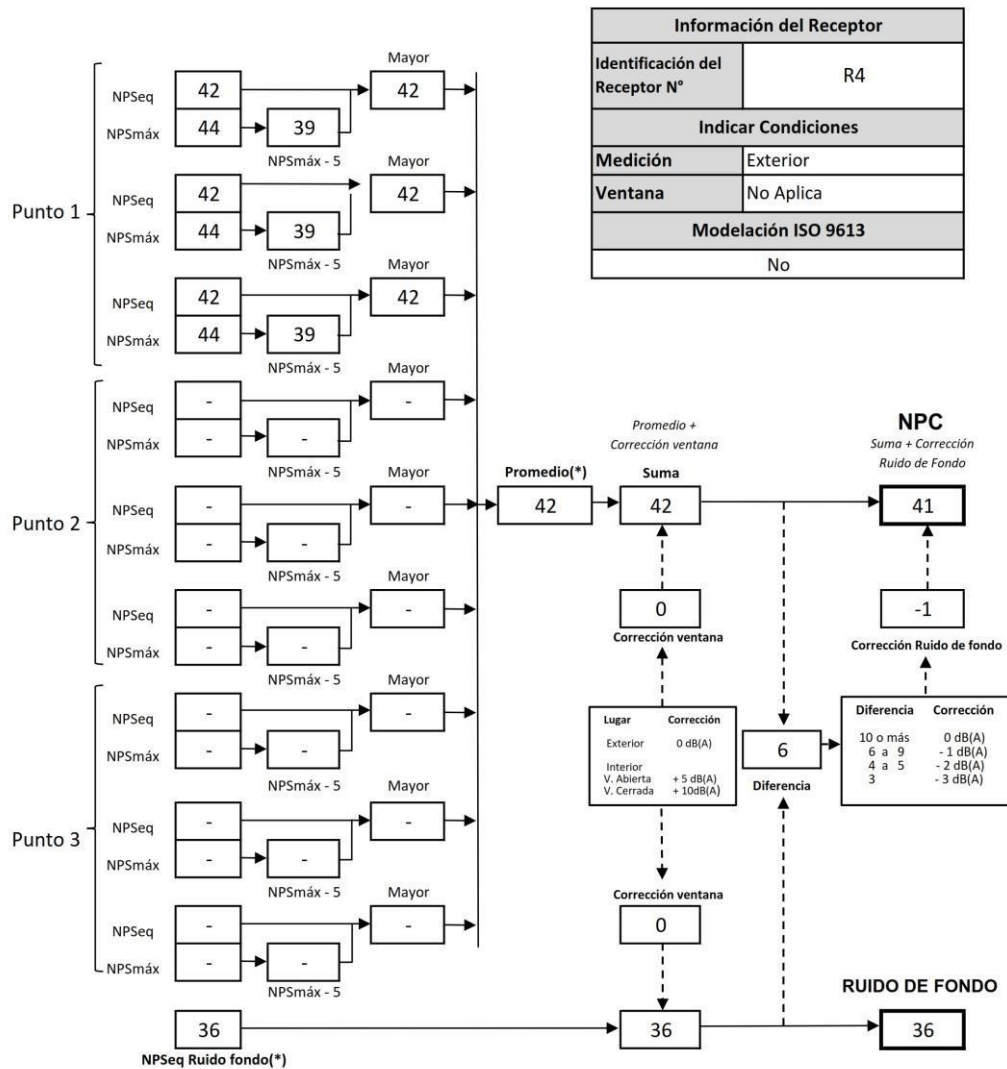 Información del Receptor
Identificación del Receptor N°
R4
Indicar Condiciones
Medición Exterior
Ventana No Aplica
Modelación ISO 9613
No
Punto 1
Mayor
NPSeq 42 42
NPSmáx 44 39
NPSmáx - 5
Mayor
NPSeq 42 42
NPSmáx 44 39
NPSmáx - 5
Mayor
NPSeq 42 42
NPSmáx 44 39
NPSmáx - 5
Punto 2
Mayor
NPSeq - -
NPSmáx - -
NPSmáx - 5
Mayor
NPSeq - -
NPSmáx - -
NPSmáx - 5
Mayor
NPSeq - -
NPSmáx - -
NPSmáx - 5
Punto 3
Mayor
NPSeq - -
NPSmáx - -
NPSmáx - 5
Mayor
NPSeq - -
NPSmáx - -
NPSmáx - 5
Mayor
NPSeq - -
NPSmáx - -
NPSmáx - 5
Promedio(*)
42
Promedio +
Corrección ventana
Suma
42
0
Corrección ventana
Lugar Corrección
Exterior 0 dB(A)
Interior
V. Abierta + 5 dB(A)
V. Cerrada + 10dB(A)
Corrección ventana
0
6
Diferencia
NPC
Suma + Corrección
Ruido de Fondo
41
-1
Corrección Ruido de fondo
Diferencia Corrección
10 o más 0 dB(A)
6 a 9 - 1 dB(A)
4 a 5 - 2 dB(A)
3 - 3 dB(A)
RUIDO DE FONDO
36 36 36
NPSeq Ruido fondo(*)